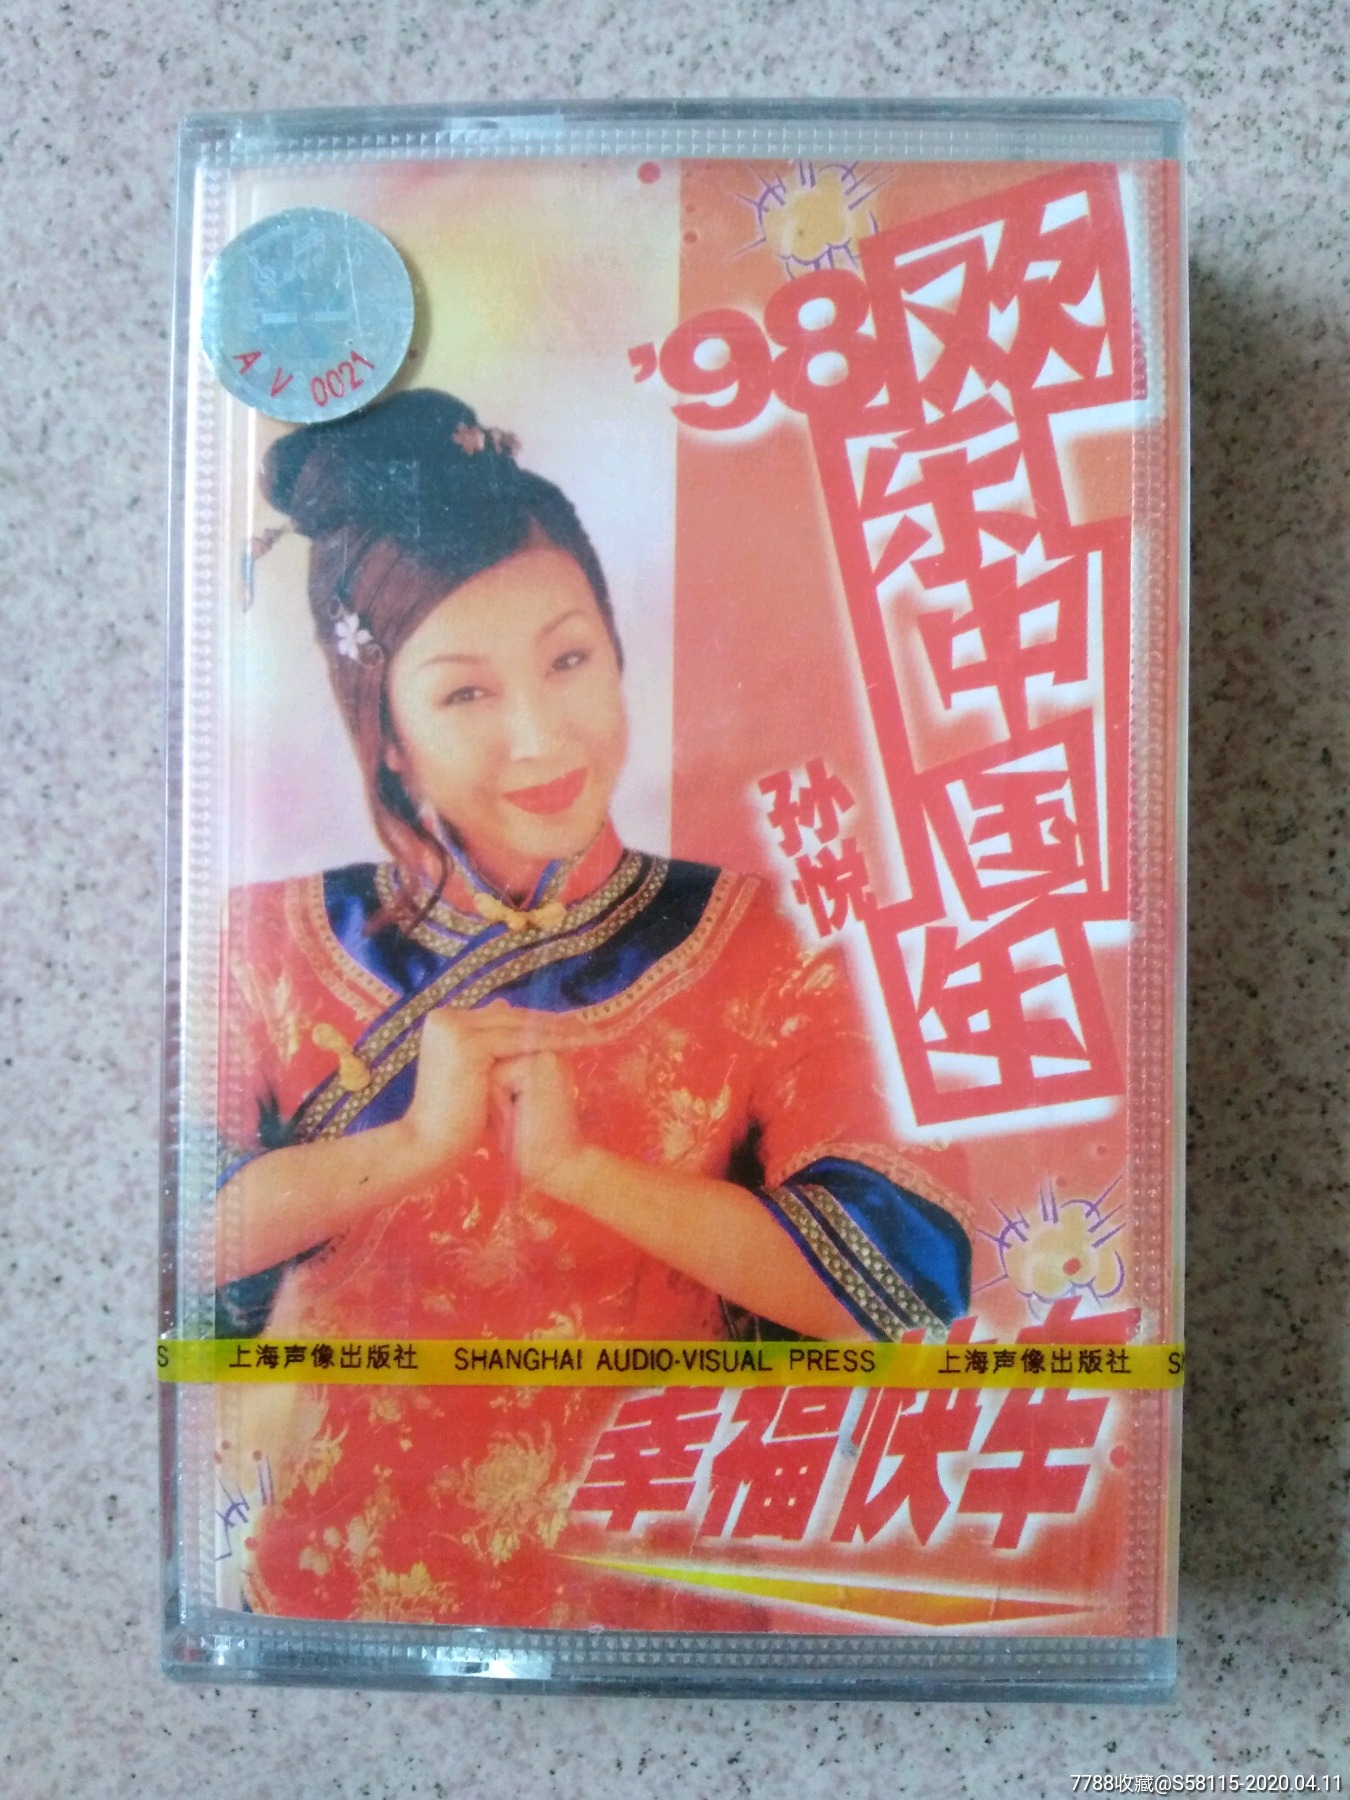 AV 0021
'98
欢乐中国年
孙悦
S 上海声像出版社 SHANGHAI AUDIO-VISUAL PRESS 上海声像出版社 S
幸福快车
7788收藏@S58115-2020.04.11